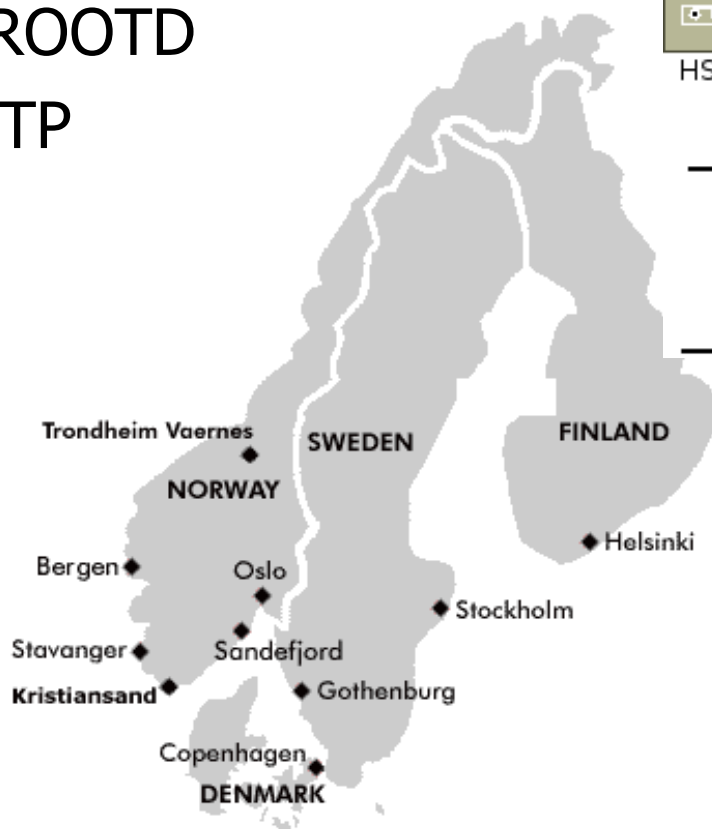 ROOTD
TP
HS
Trondheim Vaernes
SWEDEN
FINLAND
NORWAY
Helsinki
Bergen
Oslo
Stockholm
Stavanger
Sandefjord
Kristiansand
Gothenburg
Copenhagen
DENMARK